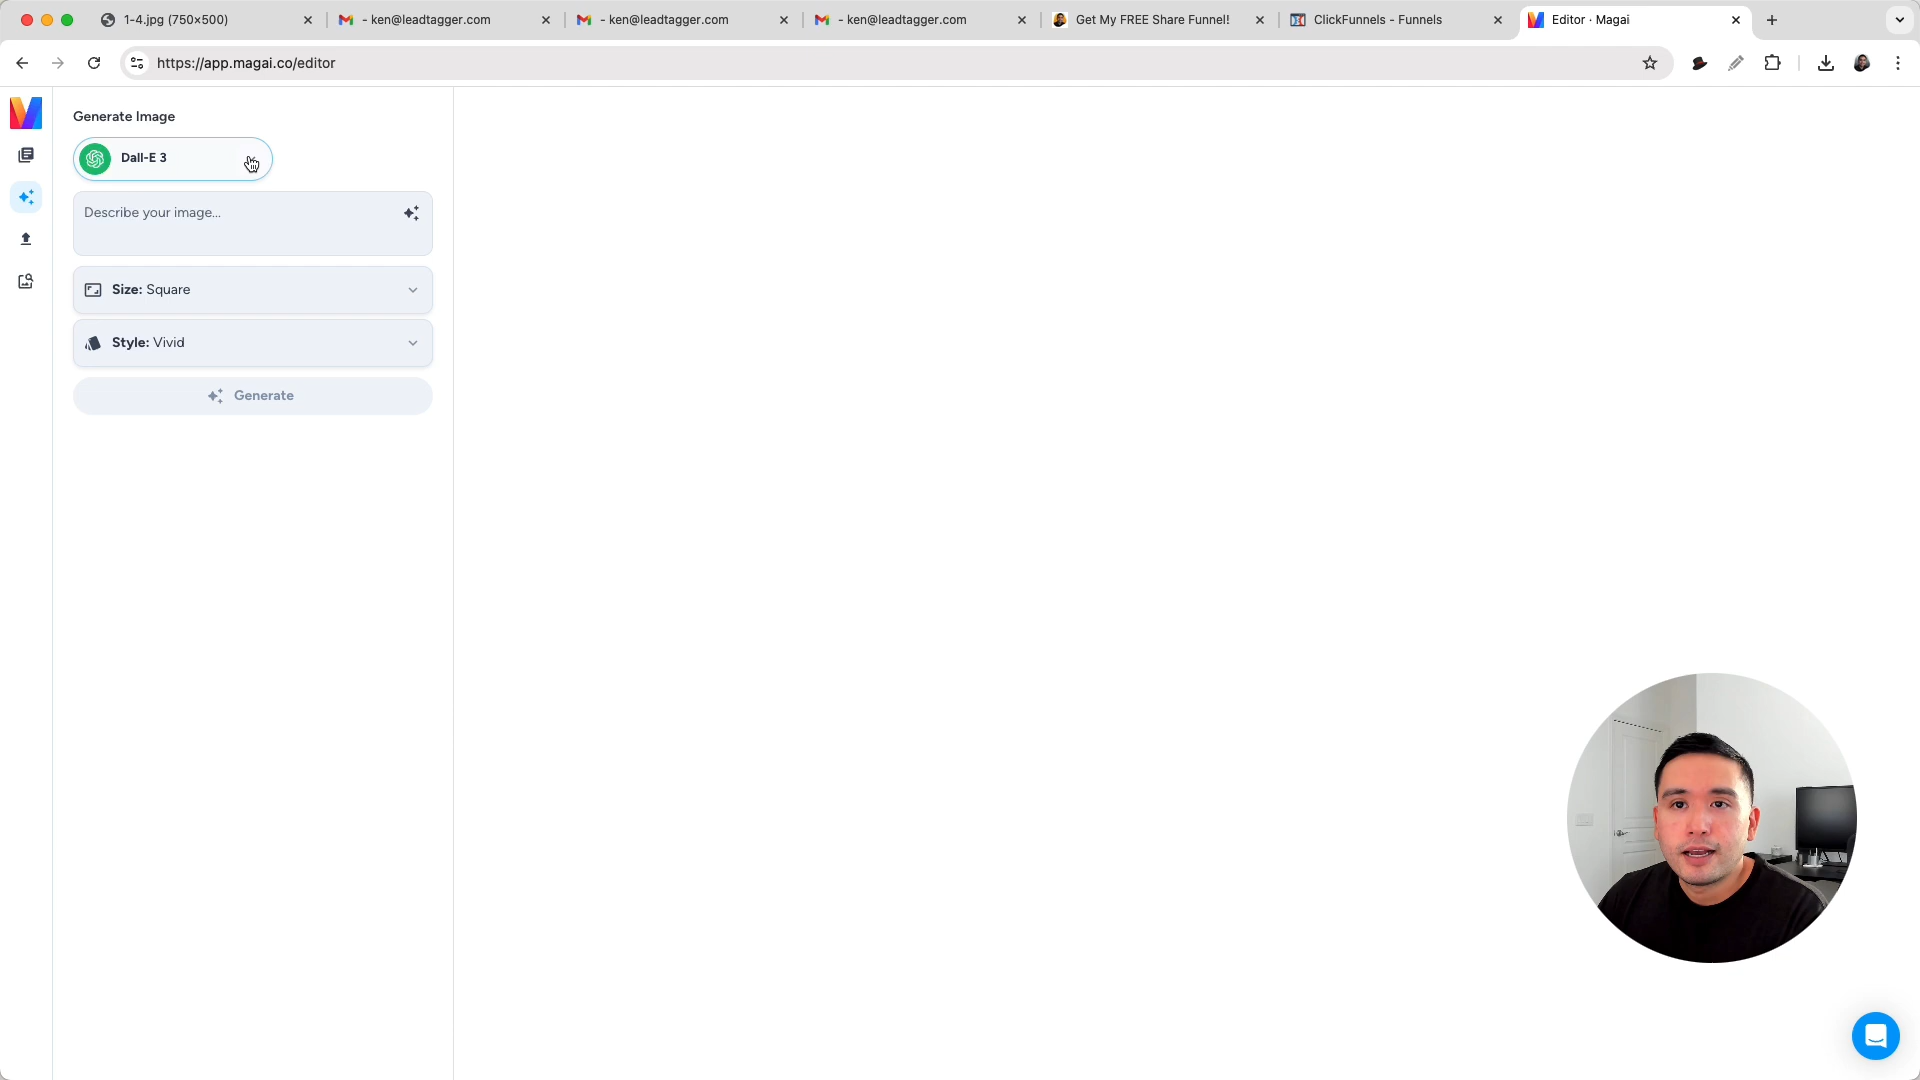 1-4.jpg (750×500)
- ken@leadtagger.com
- ken@leadtagger.com
- ken@leadtagger.com
Get My FREE Share Funnel!
ClickFunnels - Funnels
Editor · Magai
https://app.magai.co/editor
Generate Image
Dall-E 3
Describe your image...
Size: Square
Style: Vivid
Generate